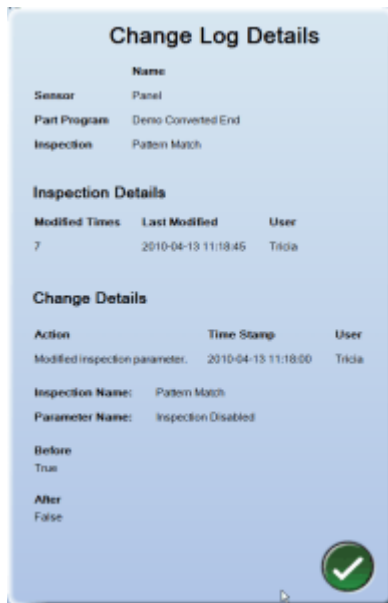 Change Log Details
Name
Sensor Panel
Part Program Demo Converted End
Inspection Pattern Match
Inspection Details
Modified Times Last Modified User
7 2010-04-13 11:18:45 Tricia
Change Details
Action Time Stamp User
Modified inspection parameter. 2010-04-13 11:18:00 Tricia
Inspection Name: Pattern Match
Parameter Name: Inspection Disabled
Before
True
After
False